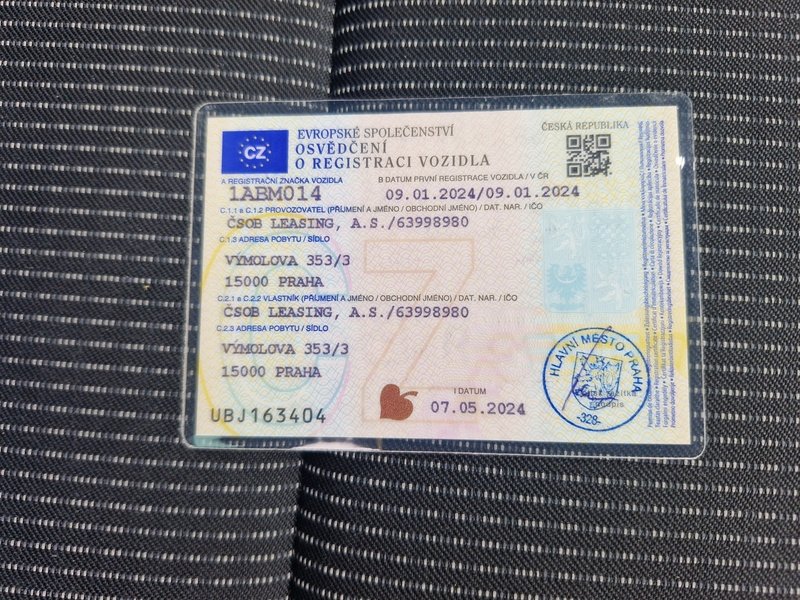 CZ
EVROPSKÉ SPOLEČENSTVÍ
ČESKÁ REPUBLIKA
OSVĚDČENÍ
O REGISTRACI VOZIDLA
A REGISTRAČNÍ ZNAČKA VOZIDLA
B DATUM PRVNÍ REGISTRACE VOZIDLA / V ČR
1ABM014
09.01.2024/09.01.2024
C.1.1 a C.1.2 PROVOZOVATEL (PŘÍJMENÍ A JMÉNO / OBCHODNÍ JMÉNO) / DAT. NAR. / IČO
ČSOB LEASING, A.S./63998980
C.1.3 ADRESA POBYTU / SÍDLO
VÝMOLOVA 353/3
15000 PRAHA
C.2.1 a C.2.2 VLASTNÍK (PŘÍJMENÍ A JMÉNO / OBCHODNÍ JMÉNO) / DAT. NAR. / IČO
ČSOB LEASING, A.S./63998980
C.2.3 ADRESA POBYTU / SÍDLO
VÝMOLOVA 353/3
15000 PRAHA
I DATUM
07.05.2024
UBJ163404
HLAVNÍ MĚSTO PRAHA
-328-